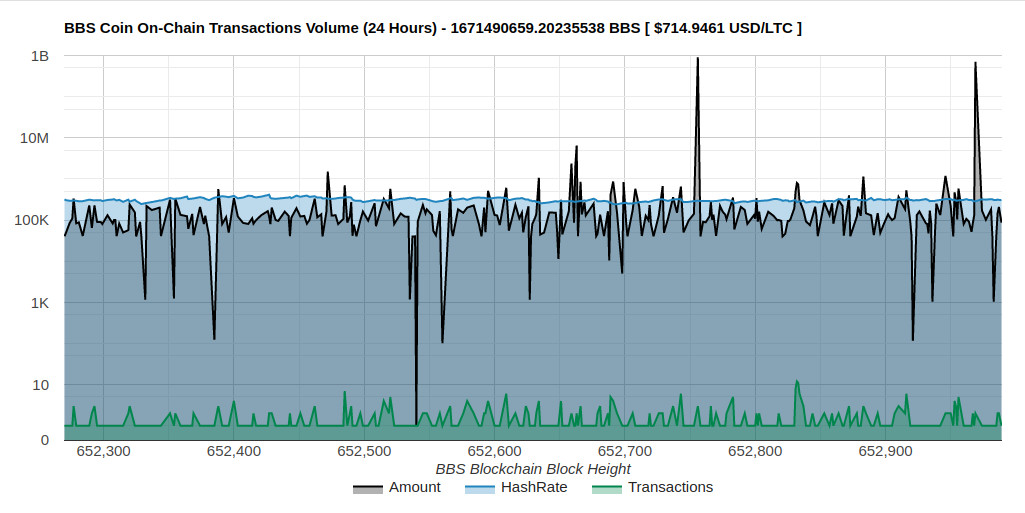 BBS Coin On-Chain Transactions Volume (24 Hours) - 1671490659.20235538 BBS [ $714.9461 USD/LTC ]
1B
10M
100K
1K
10
0
652,300 652,400 652,500 652,600 652,700 652,800 652,900
BBS Blockchain Block Height
Amount HashRate Transactions